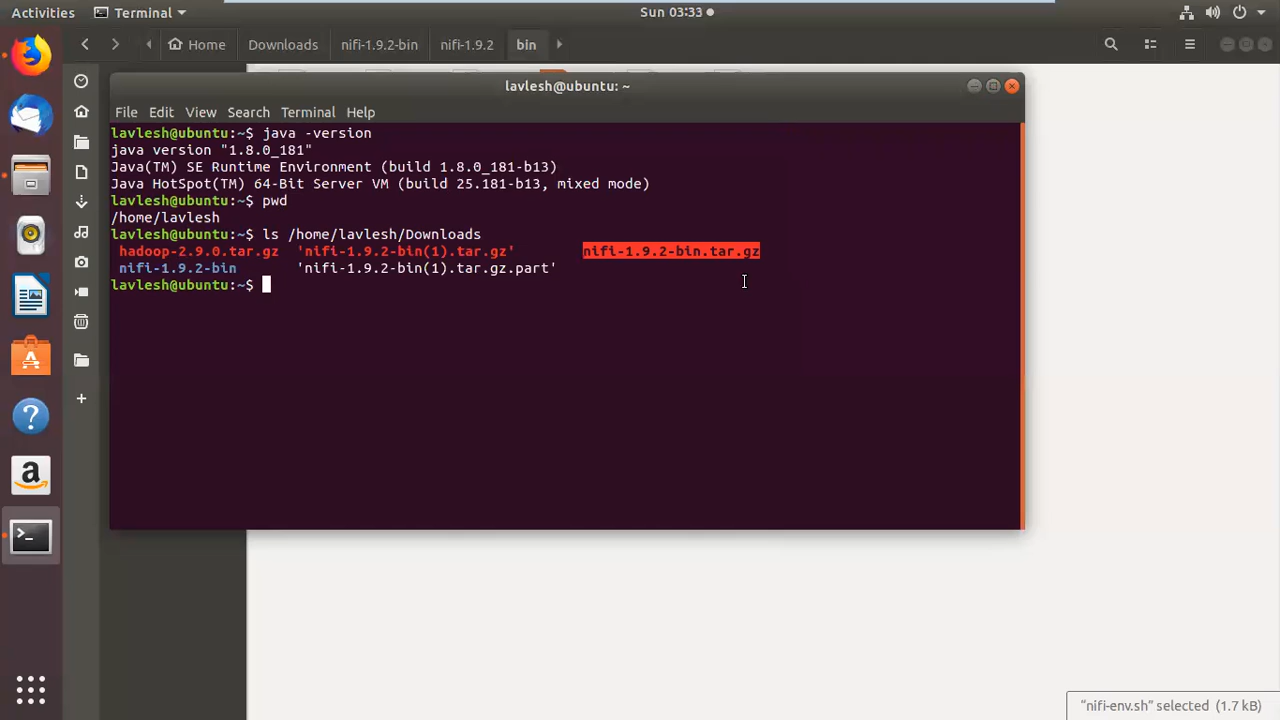 Activities Terminal Sun 03:33
Home Downloads nifi-1.9.2-bin nifi-1.9.2 bin
lavlesh@ubuntu: ~
File Edit View Search Terminal Help
lavlesh@ubuntu:~$ java -version
java version "1.8.0_181"
Java(TM) SE Runtime Environment (build 1.8.0_181-b13)
Java HotSpot(TM) 64-Bit Server VM (build 25.181-b13, mixed mode)
lavlesh@ubuntu:~$ pwd
/home/lavlesh
lavlesh@ubuntu:~$ ls /home/lavlesh/Downloads
hadoop-2.9.0.tar.gz 'nifi-1.9.2-bin(1).tar.gz' nifi-1.9.2-bin.tar.gz
nifi-1.9.2-bin 'nifi-1.9.2-bin(1).tar.gz.part'
lavlesh@ubuntu:~$
"nifi-env.sh" selected (1.7 kB)